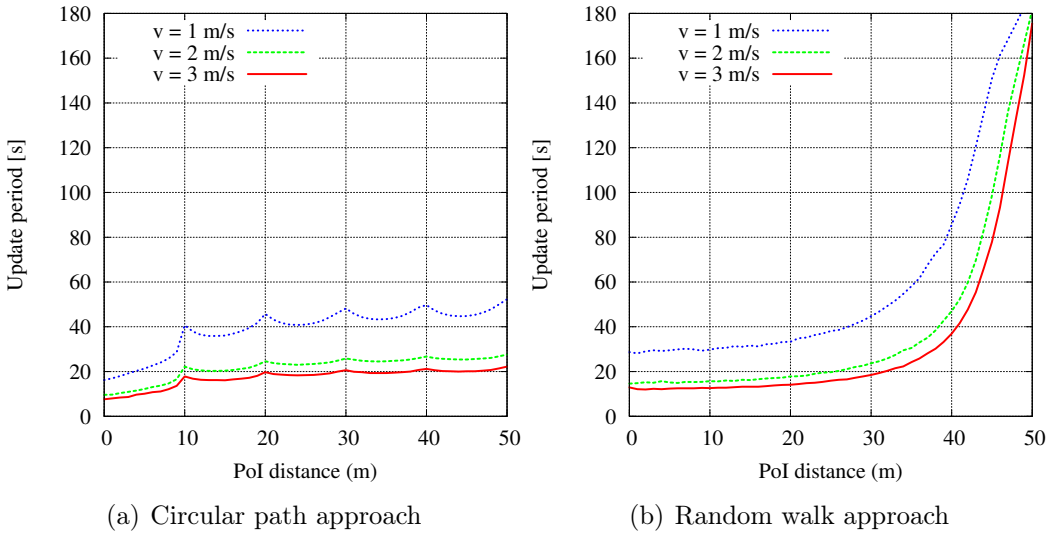 180
160
140
120
100
80
60
40
20
0
Update period [s]
v = 1 m/s
v = 2 m/s
v = 3 m/s
0 10 20 30 40 50
PoI distance (m)
(a) Circular path approach
180
160
140
120
100
80
60
40
20
0
Update period [s]
v = 1 m/s
v = 2 m/s
v = 3 m/s
0 10 20 30 40 50
PoI distance (m)
(b) Random walk approach